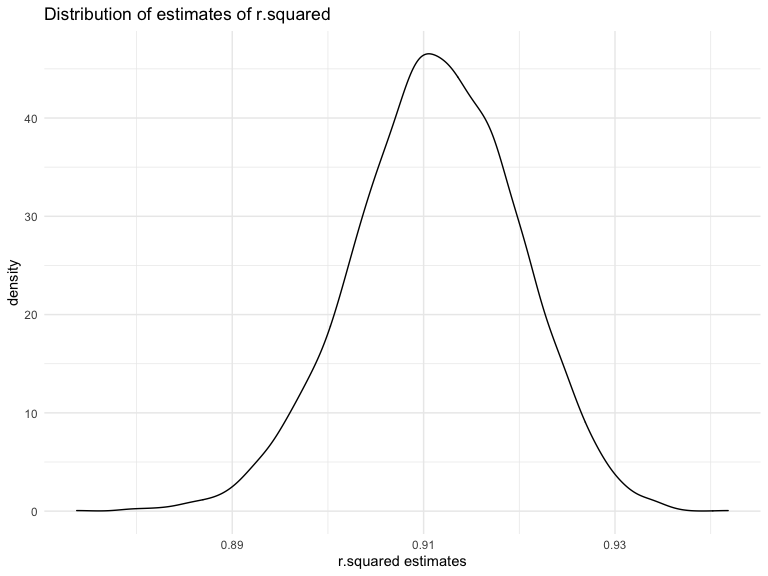 Distribution of estimates of r.squared
40
30
20
10
0
density
0.89 0.91 0.93
r.squared estimates